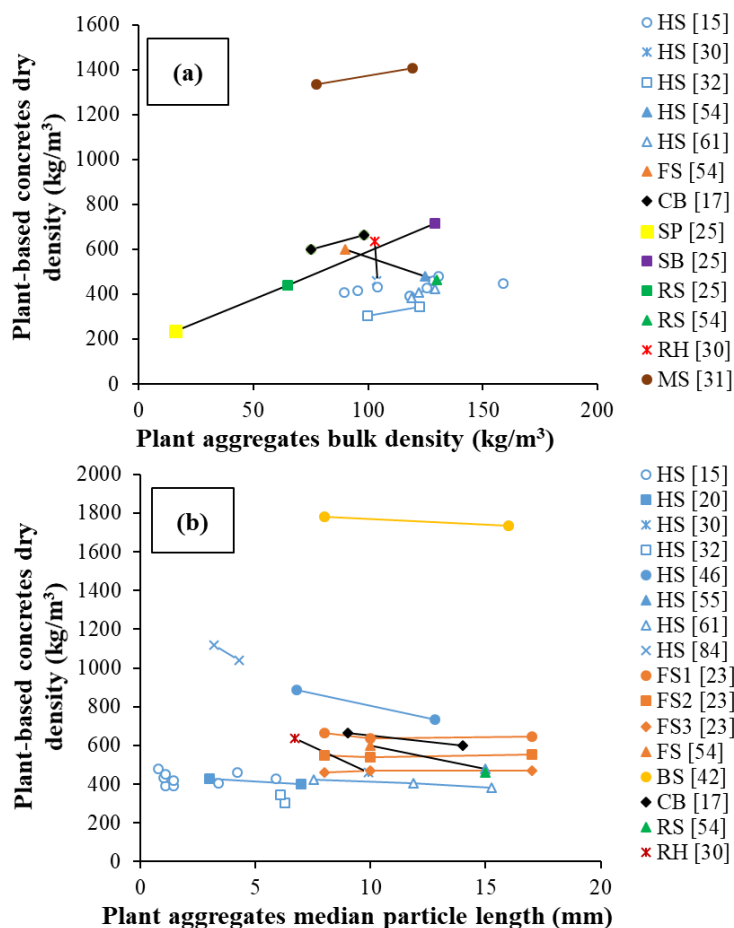 Plant-based concretes dry
density (kg/m³)
1600
1400
1200
1000
800
600
400
200
0
(a)
0
50
100
150
200
Plant aggregates bulk density (kg/m³)
HS [15]
HS [30]
HS [32]
HS [54]
HS [61]
FS [54]
CB [17]
SP [25]
SB [25]
RS [25]
RS [54]
RH [30]
MS [31]
Plant-based concretes dry
density (kg/m³)
2000
1800
1600
1400
1200
1000
800
600
400
200
0
(b)
0
5
10
15
20
Plant aggregates median particle length (mm)
HS [15]
HS [20]
HS [30]
HS [32]
HS [46]
HS [55]
HS [61]
HS [84]
FS1 [23]
FS2 [23]
FS3 [23]
FS [54]
BS [42]
CB [17]
RS [54]
RH [30]